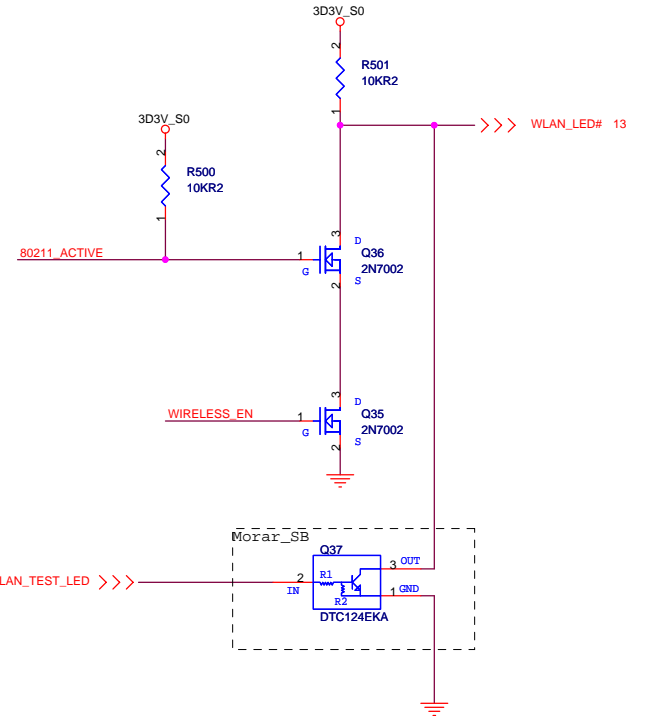 3D3V_S0
2
R501
10KR2
1
WLAN_LED# 13
3D3V_S0
2
R500
10KR2
1
80211_ACTIVE
3
D
1
G
Q36
2N7002
S
2
3
D
WIRELESS_EN
1
G
Q35
2N7002
S
2
Morar_SB
Q37
3 OUT
LAN_TEST_LED
2
IN
R1
R2
1 GND
DTC124EKA